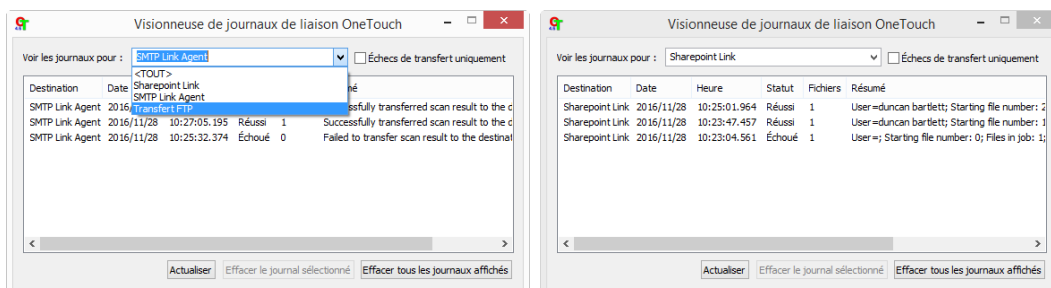 Visionneuse de journaux de liaison OneTouch
Voir les journaux pour : SMTP Link Agent Échecs de transfert uniquement
<TOUT>
Sharepoint Link
SMTP Link Agent
Transfert FTP
Destination Date
SMTP Link Agent 2016/
SMTP Link Agent 2016/11/28 10:27:05.195 Réussi 1 Successfully transferred scan result to the d
SMTP Link Agent 2016/11/28 10:25:32.374 Échoué 0 Failed to transfer scan result to the destinat
Actualiser Effacer le journal sélectionné Effacer tous les journaux affichés
Visionneuse de journaux de liaison OneTouch
Voir les journaux pour : Sharepoint Link Échecs de transfert uniquement
Destination Date Heure Statut Fichiers Résumé
Sharepoint Link 2016/11/28 10:25:01.964 Réussi 1 User=duncan bartlett; Starting file number: 2
Sharepoint Link 2016/11/28 10:23:47.457 Réussi 1 User=duncan bartlett; Starting file number: 1
Sharepoint Link 2016/11/28 10:23:04.561 Échoué 1 User=; Starting file number: 0; Files in job: 1;
Actualiser Effacer le journal sélectionné Effacer tous les journaux affichés